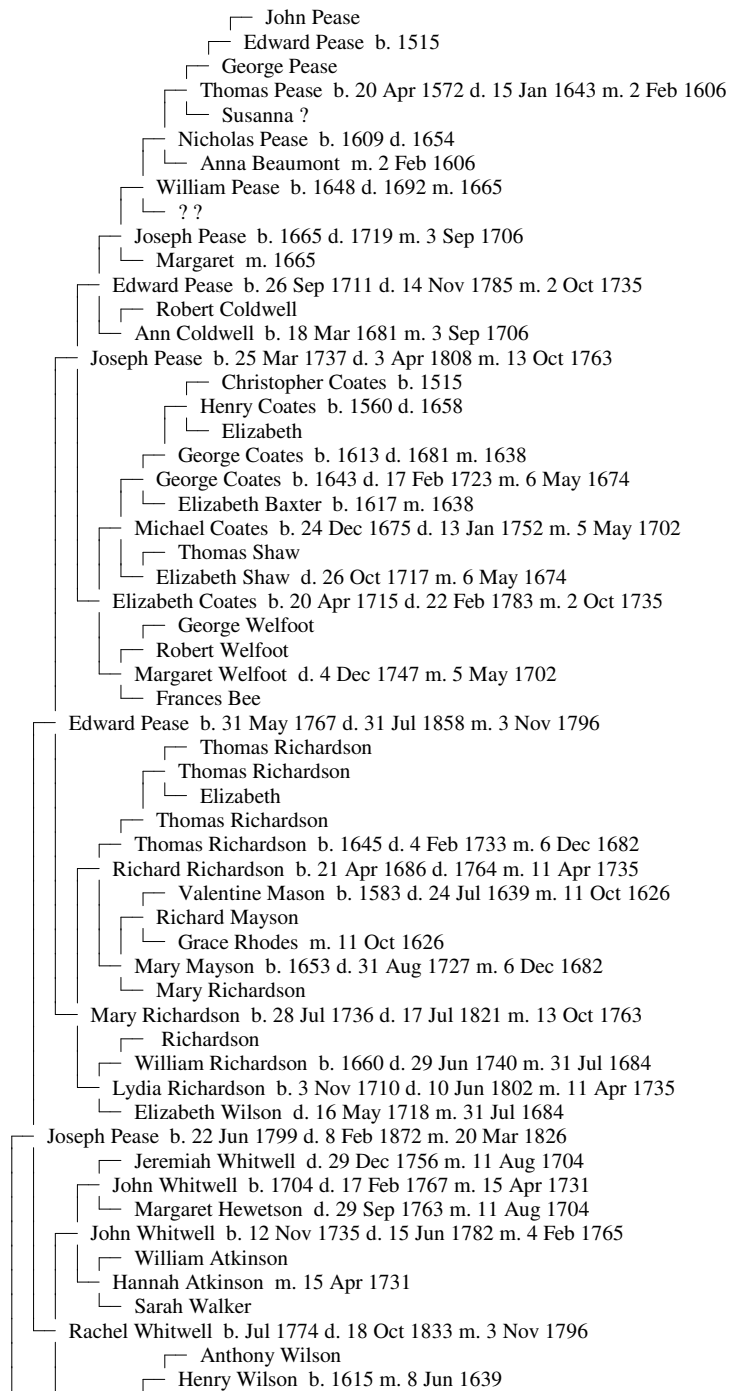 John Pease
Edward Pease b. 1515
George Pease
Thomas Pease b. 20 Apr 1572 d. 15 Jan 1643 m. 2 Feb 1606
Susanna ?
Nicholas Pease b. 1609 d. 1654
Anna Beaumont m. 2 Feb 1606
William Pease b. 1648 d. 1692 m. 1665
? ?
Joseph Pease b. 1665 d. 1719 m. 3 Sep 1706
Margaret m. 1665
Edward Pease b. 26 Sep 1711 d. 14 Nov 1785 m. 2 Oct 1735
Robert Coldwell
Ann Coldwell b. 18 Mar 1681 m. 3 Sep 1706
Joseph Pease b. 25 Mar 1737 d. 3 Apr 1808 m. 13 Oct 1763
Christopher Coates b. 1515
Henry Coates b. 1560 d. 1658
Elizabeth
George Coates b. 1613 d. 1681 m. 1638
George Coates b. 1643 d. 17 Feb 1723 m. 6 May 1674
Elizabeth Baxter b. 1617 m. 1638
Michael Coates b. 24 Dec 1675 d. 13 Jan 1752 m. 5 May 1702
Thomas Shaw
Elizabeth Shaw d. 26 Oct 1717 m. 6 May 1674
Elizabeth Coates b. 20 Apr 1715 d. 22 Feb 1783 m. 2 Oct 1735
George Welfoot
Robert Welfoot
Margaret Welfoot d. 4 Dec 1747 m. 5 May 1702
Frances Bee
Edward Pease b. 31 May 1767 d. 31 Jul 1858 m. 3 Nov 1796
Thomas Richardson
Thomas Richardson
Elizabeth
Thomas Richardson
Thomas Richardson b. 1645 d. 4 Feb 1733 m. 6 Dec 1682
Richard Richardson b. 21 Apr 1686 d. 1764 m. 11 Apr 1735
Valentine Mason b. 1583 d. 24 Jul 1639 m. 11 Oct 1626
Richard Mayson
Grace Rhodes m. 11 Oct 1626
Mary Mayson b. 1653 d. 31 Aug 1727 m. 6 Dec 1682
Mary Richardson
Mary Richardson b. 28 Jul 1736 d. 17 Jul 1821 m. 13 Oct 1763
Richardson
William Richardson b. 1660 d. 29 Jun 1740 m. 31 Jul 1684
Lydia Richardson b. 3 Nov 1710 d. 10 Jun 1802 m. 11 Apr 1735
Elizabeth Wilson d. 16 May 1718 m. 31 Jul 1684
Joseph Pease b. 22 Jun 1799 d. 8 Feb 1872 m. 20 Mar 1826
Jeremiah Whitwell d. 29 Dec 1756 m. 11 Aug 1704
John Whitwell b. 1704 d. 17 Feb 1767 m. 15 Apr 1731
Margaret Hewetson d. 29 Sep 1763 m. 11 Aug 1704
John Whitwell b. 12 Nov 1735 d. 15 Jun 1782 m. 4 Feb 1765
William Atkinson
Hannah Atkinson m. 15 Apr 1731
Sarah Walker
Rachel Whitwell b. Jul 1774 d. 18 Oct 1833 m. 3 Nov 1796
Anthony Wilson
Henry Wilson b. 1615 m. 8 Jun 1639